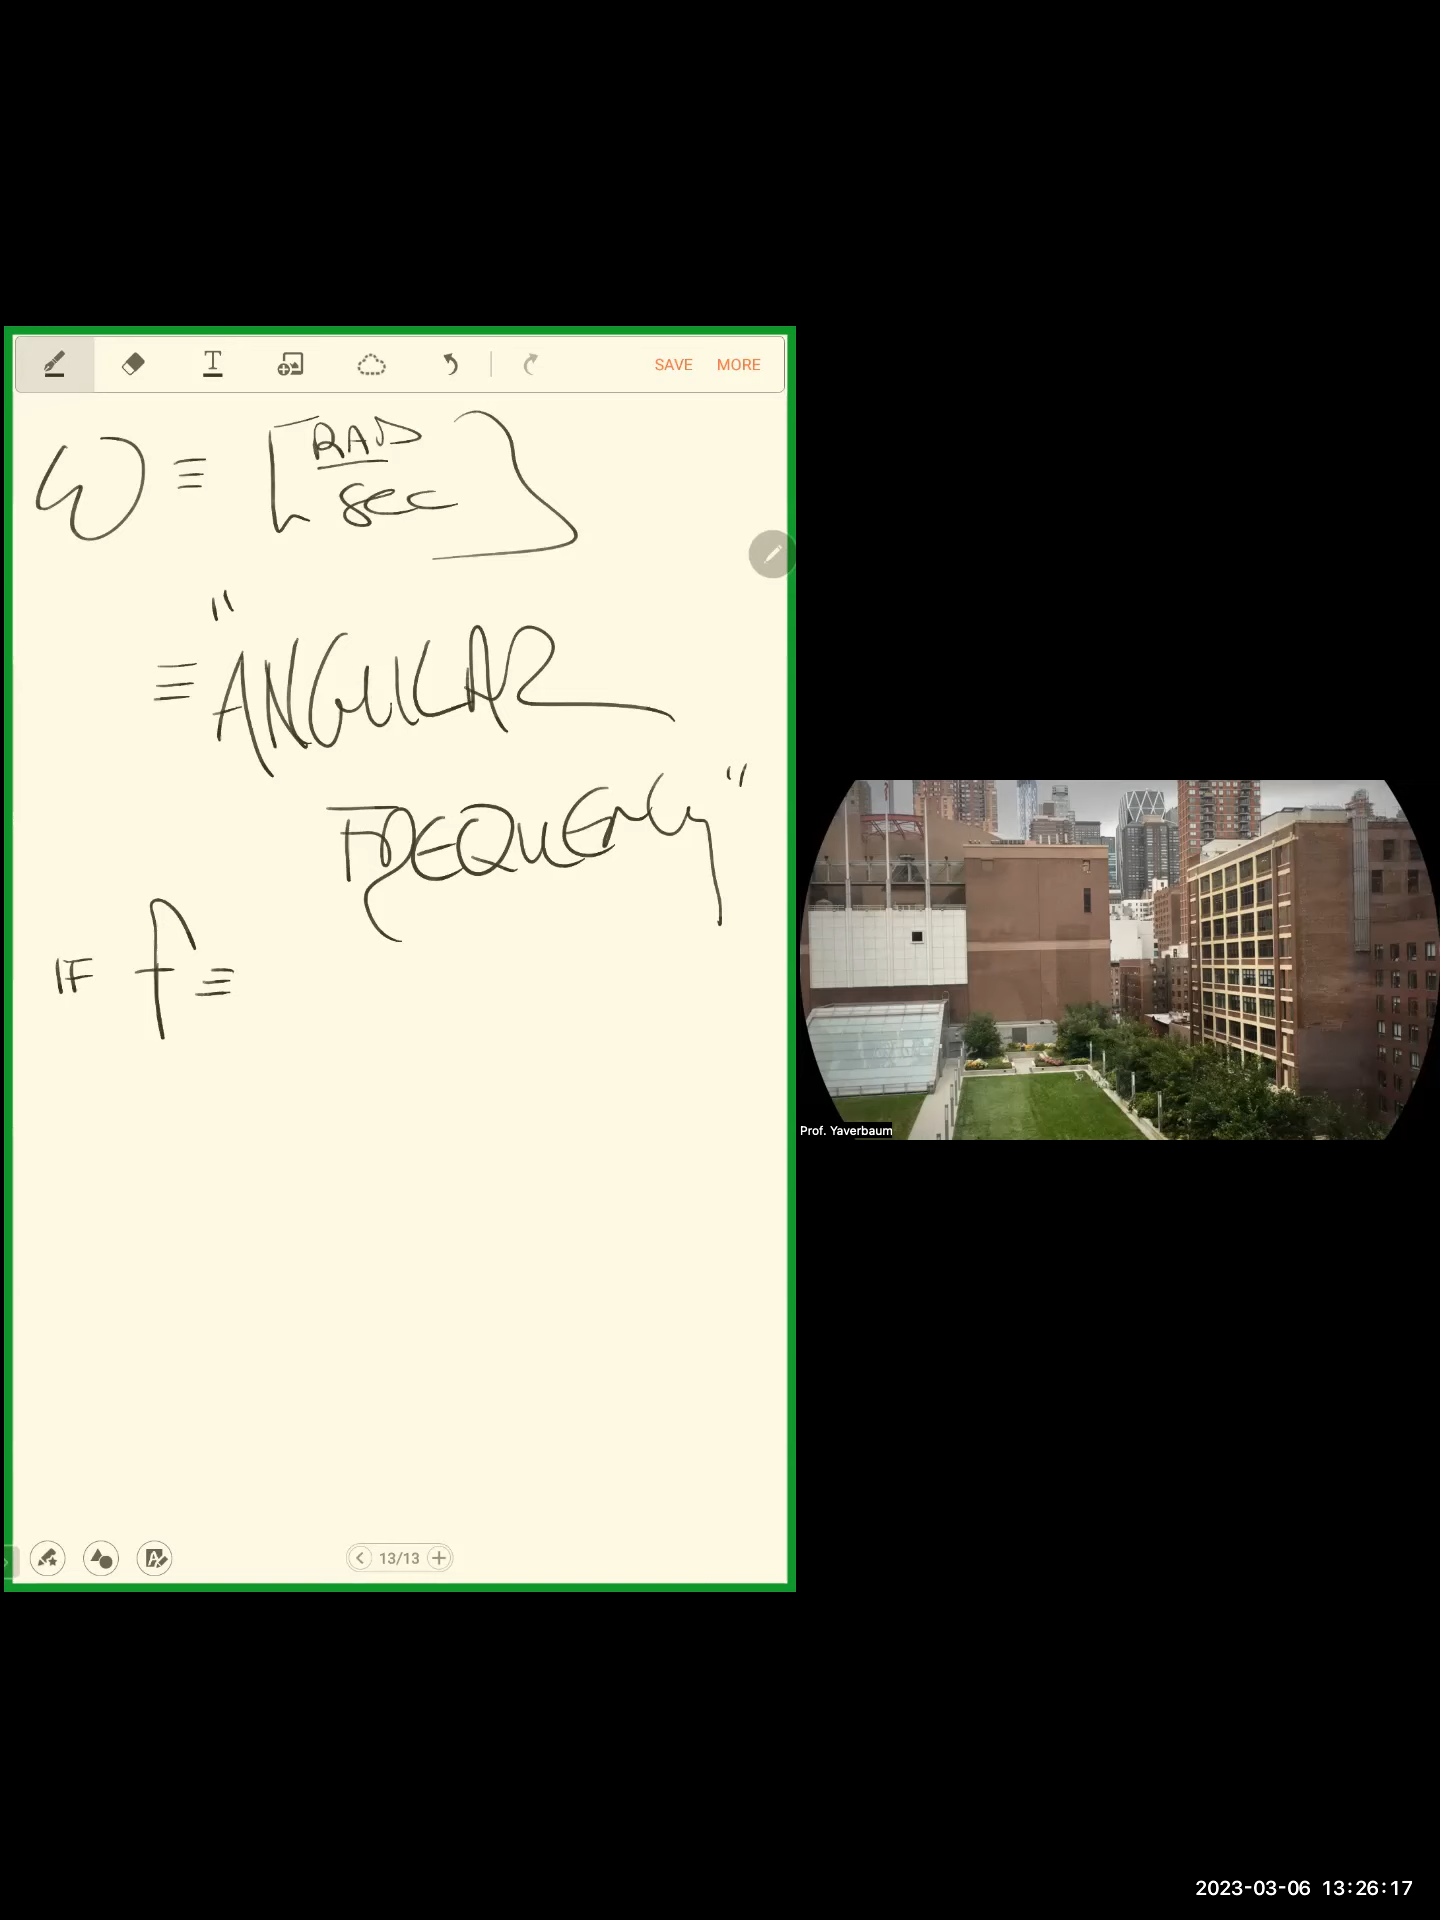 T SAVE MORE
ω ≡ [RAD
sec]
≡ "ANGULAR
FREQUENCY"
IF f ≡
Prof. Yaverbaum
13/13
2023-03-06 13:26:17